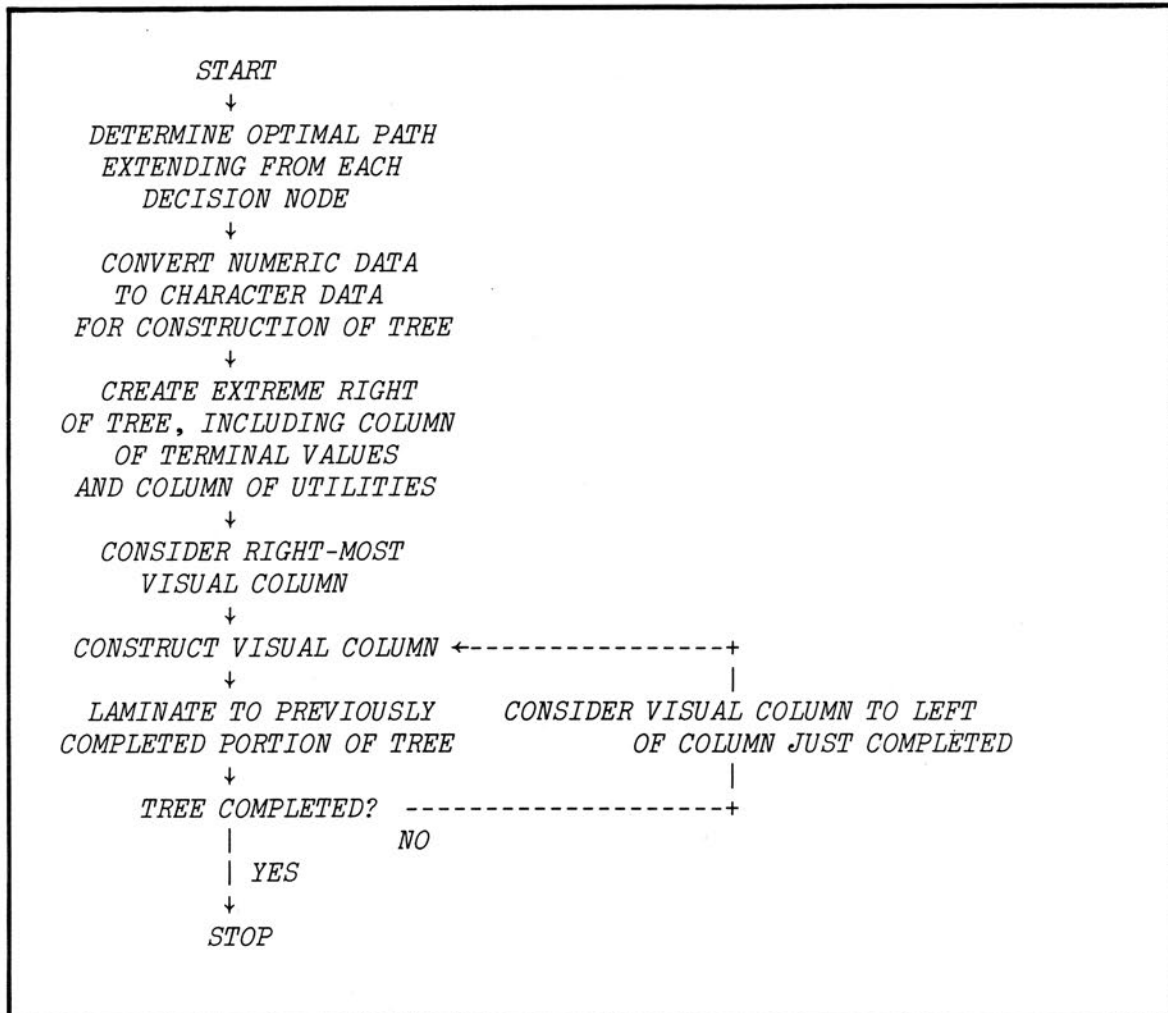 START
↓
DETERMINE OPTIMAL PATH
EXTENDING FROM EACH
DECISION NODE
↓
CONVERT NUMERIC DATA
TO CHARACTER DATA
FOR CONSTRUCTION OF TREE
↓
CREATE EXTREME RIGHT
OF TREE, INCLUDING COLUMN
OF TERMINAL VALUES
AND COLUMN OF UTILITIES
↓
CONSIDER RIGHT-MOST
VISUAL COLUMN
↓
CONSTRUCT VISUAL COLUMN ←----------------+
↓ |
LAMINATE TO PREVIOUSLY CONSIDER VISUAL COLUMN TO LEFT
COMPLETED PORTION OF TREE OF COLUMN JUST COMPLETED
↓ |
TREE COMPLETED? --------------------+
| NO
| YES
↓
STOP